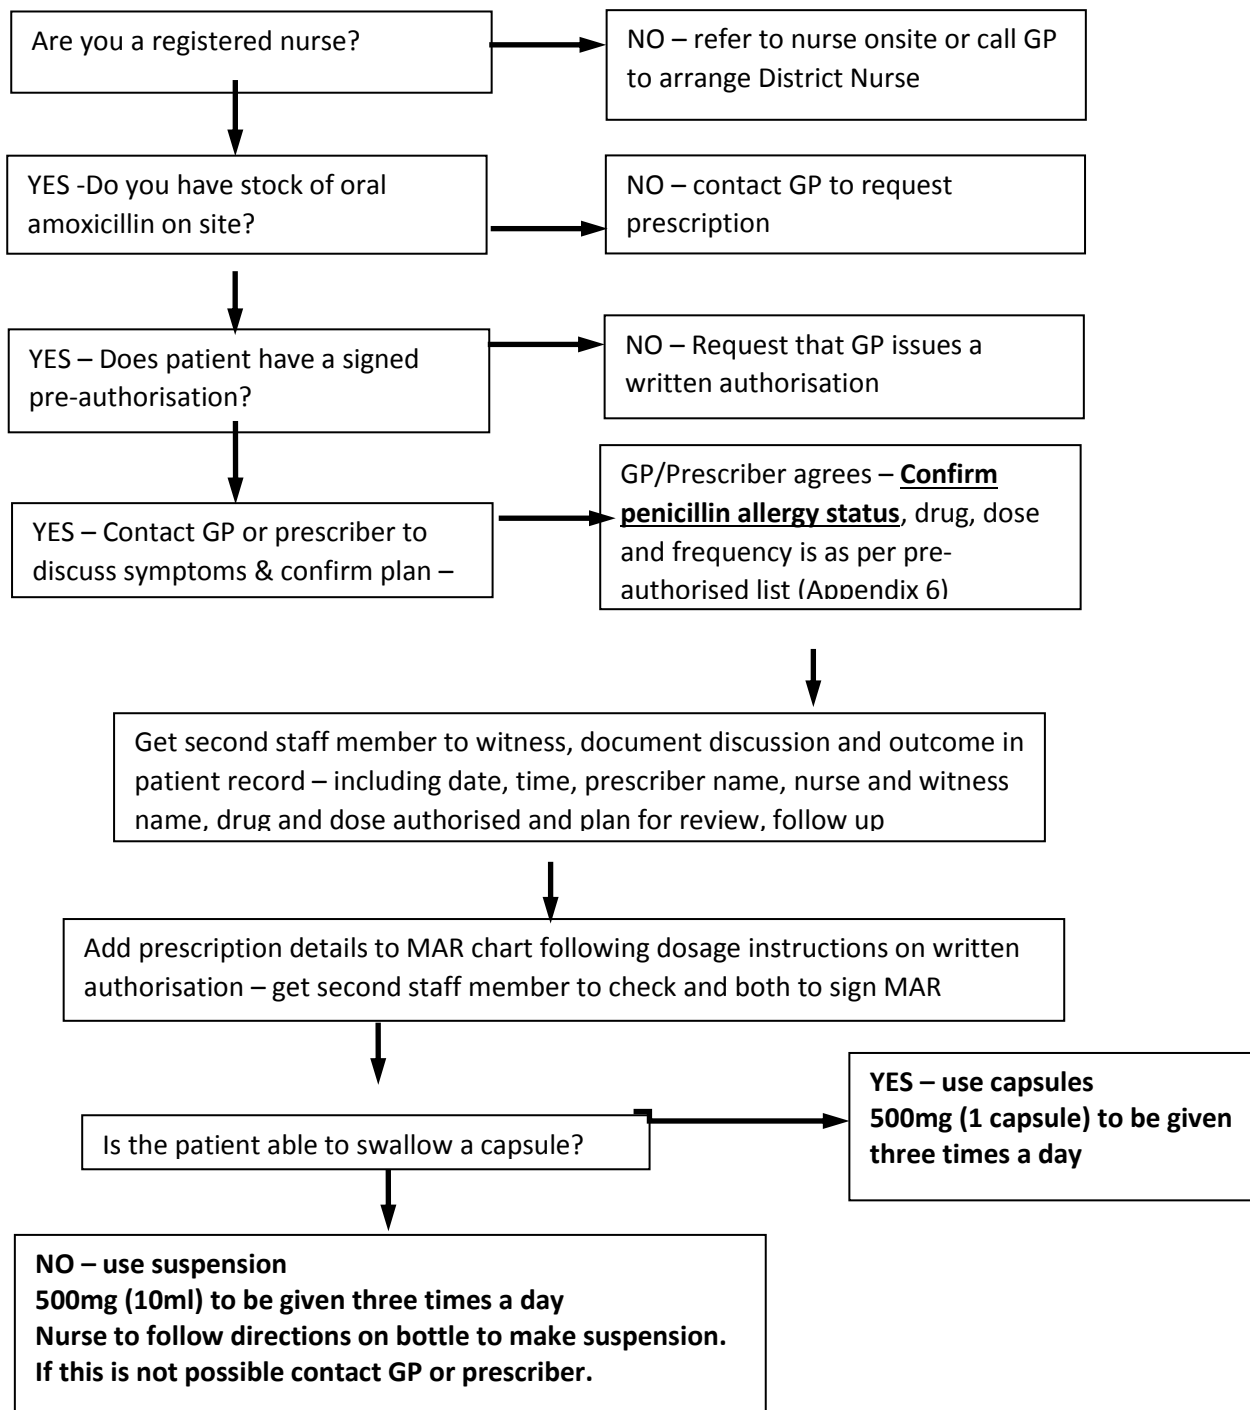 Are you a registered nurse?
NO – refer to nurse onsite or call GP
to arrange District Nurse
YES -Do you have stock of oral
amoxicillin on site?
NO – contact GP to request
prescription
YES – Does patient have a signed
pre-authorisation?
NO – Request that GP issues a
written authorisation
YES – Contact GP or prescriber to
discuss symptoms & confirm plan –
GP/Prescriber agrees – Confirm
penicillin allergy status, drug, dose
and frequency is as per pre-
authorised list (Appendix 6)
Get second staff member to witness, document discussion and outcome in
patient record – including date, time, prescriber name, nurse and witness
name, drug and dose authorised and plan for review, follow up
Add prescription details to MAR chart following dosage instructions on written
authorisation – get second staff member to check and both to sign MAR
Is the patient able to swallow a capsule?
YES – use capsules
500mg (1 capsule) to be given
three times a day
NO – use suspension
500mg (10ml) to be given three times a day
Nurse to follow directions on bottle to make suspension.
If this is not possible contact GP or prescriber.